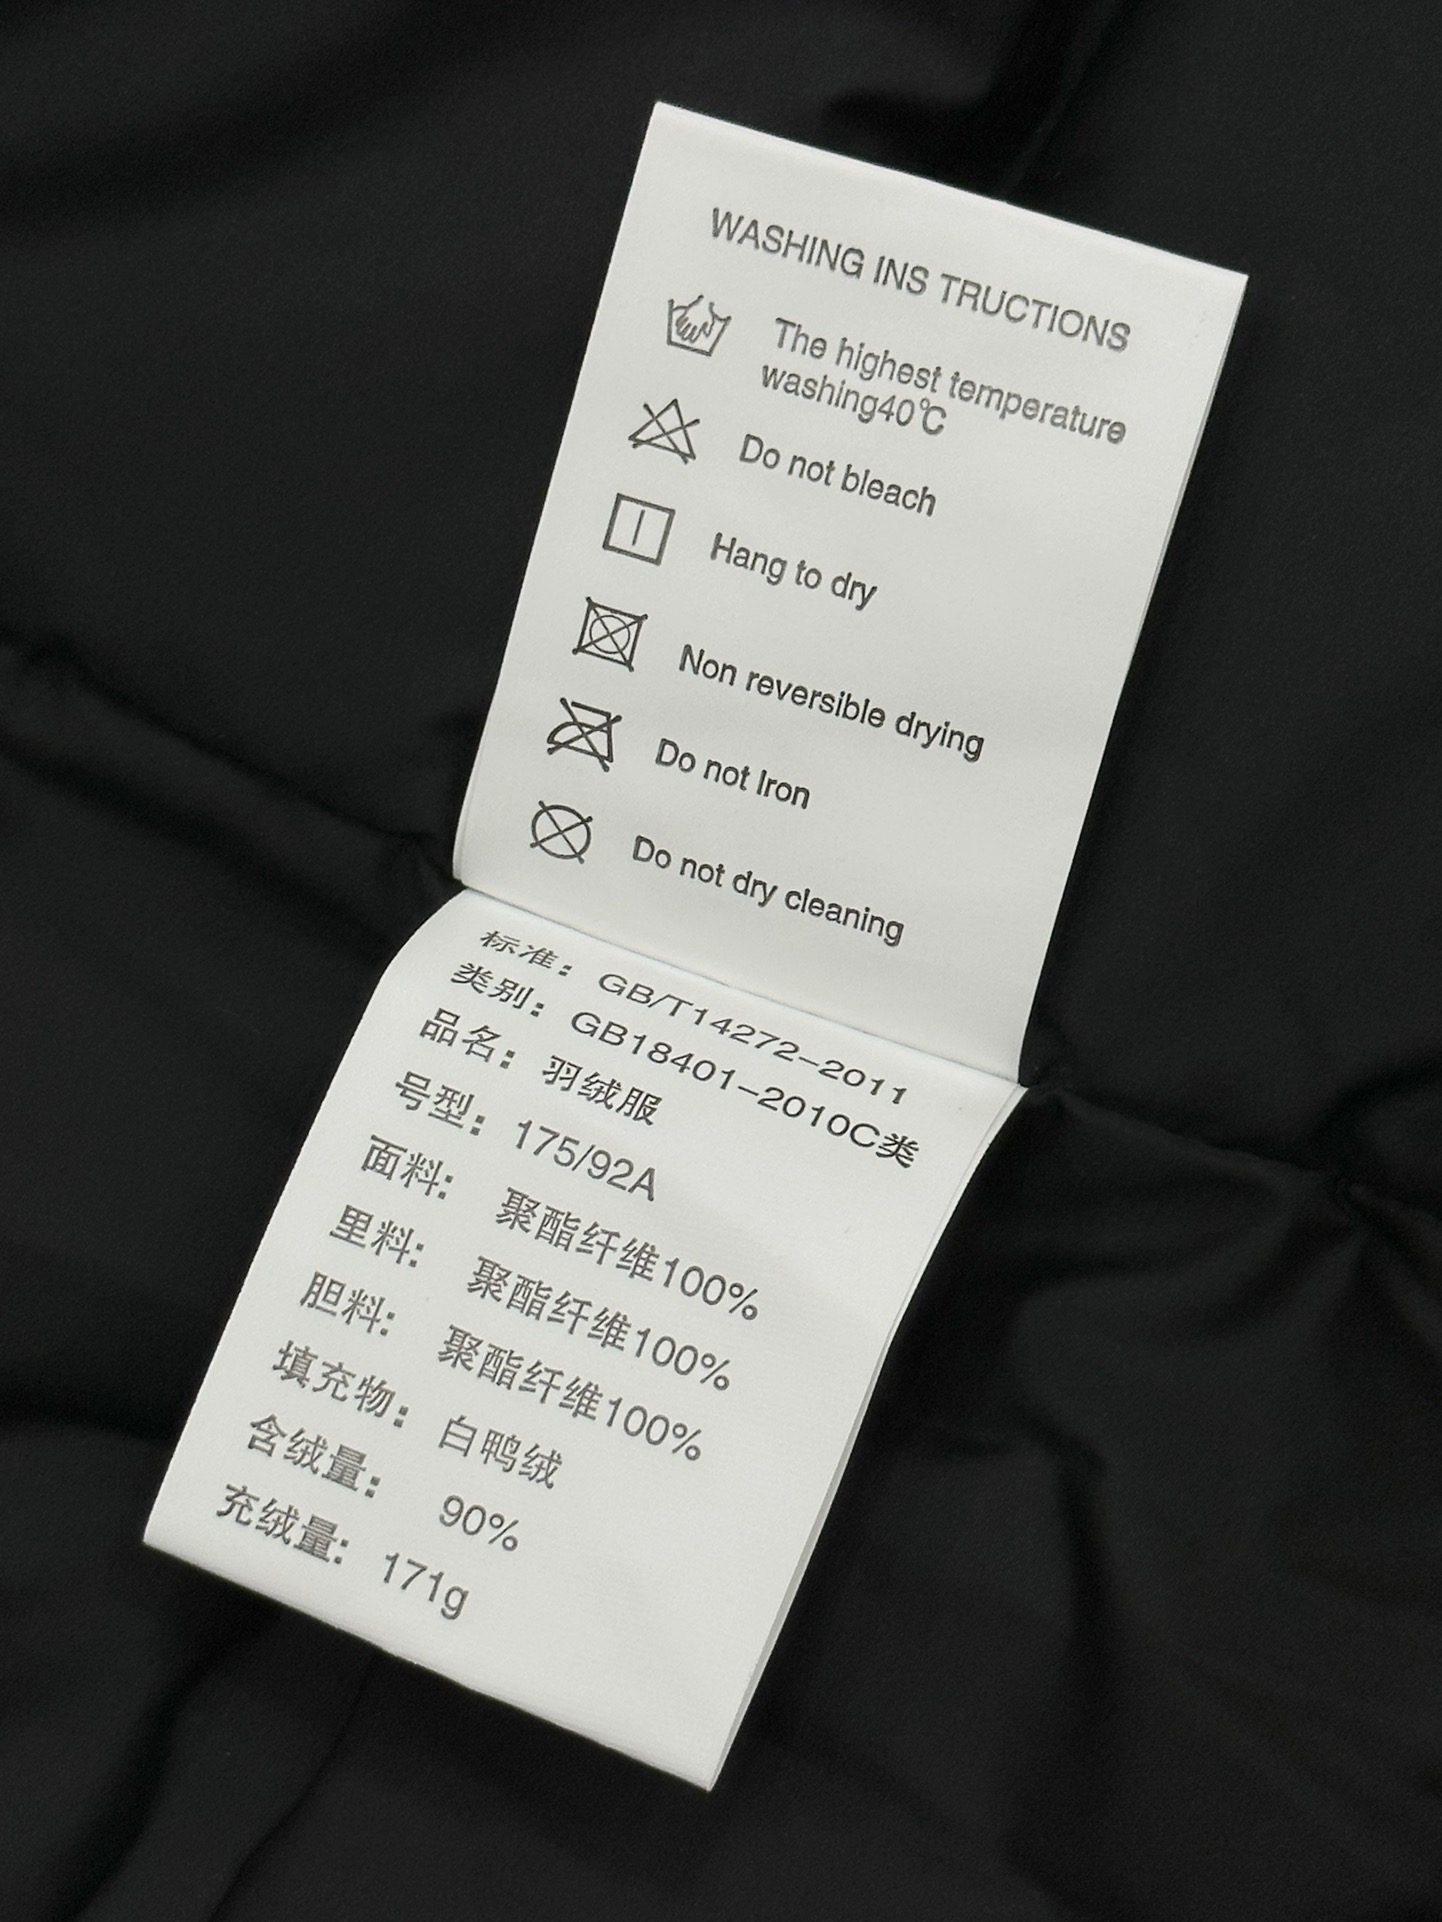 WASHING INS TRUCTIONS
The highest temperature
washing40℃
Do not bleach
Hang to dry
Non reversible drying
Do not Iron
Do not dry cleaning
标准：GB/T14272-2011
类别：GB18401-2010C类
品名：羽绒服
号型：175/92A
面料：聚酯纤维100%
里料：聚酯纤维100%
胆料：聚酯纤维100%
填充物：白鸭绒
含绒量：90%
充绒量：171g